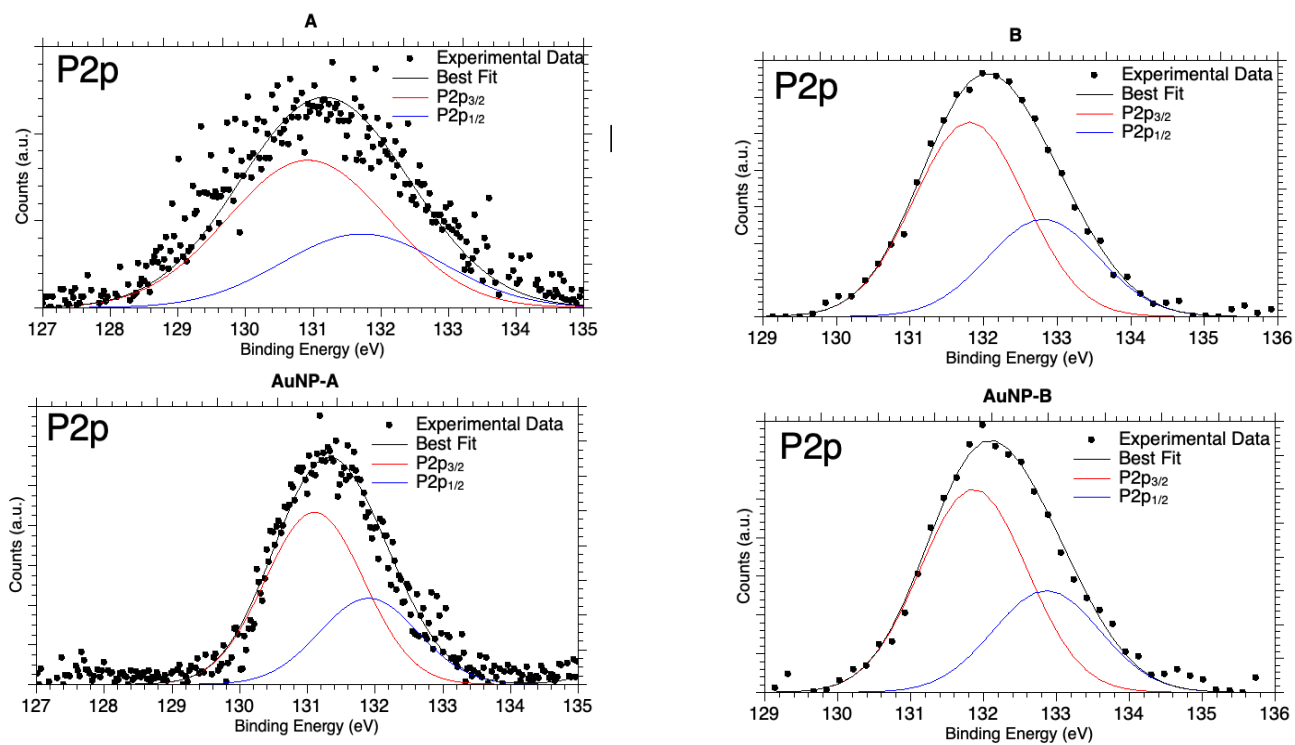 A
P2p
Experimental Data
Best Fit
P2p3/2
P2p1/2
Counts (a.u.)
127 128 129 130 131 132 133 134 135
Binding Energy (eV)
B
P2p
Experimental Data
Best Fit
P2p3/2
P2p1/2
Counts (a.u.)
129 130 131 132 133 134 135 136
Binding Energy (eV)
AuNP-A
P2p
Experimental Data
Best Fit
P2p3/2
P2p1/2
Counts (a.u.)
127 128 129 130 131 132 133 134 135
Binding Energy (eV)
AuNP-B
P2p
Experimental Data
Best Fit
P2p3/2
P2p1/2
Counts (a.u.)
129 130 131 132 133 134 135 136
Binding Energy (eV)